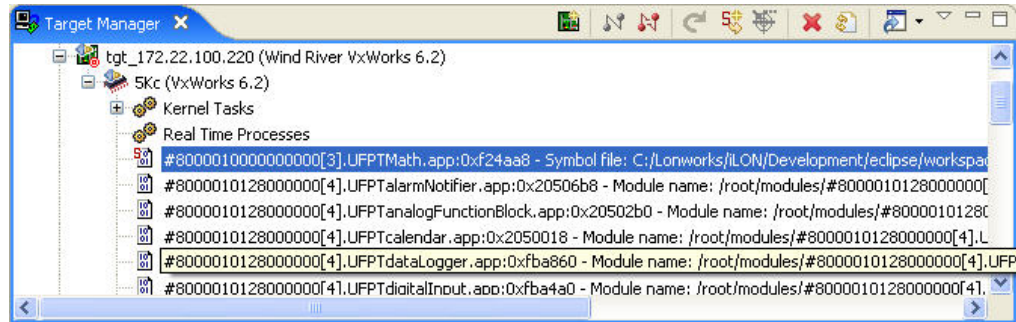 Target Manager
tgt_172.22.100.220 (Wind River VxWorks 6.2)
5Kc (VxWorks 6.2)
Kernel Tasks
Real Time Processes
#8000010000000000[3].UFPTMath.app:0xf24aa8 - Symbol file: C:/Lonworks/iLON/Development/eclipse/workspac
#8000010128000000[4].UFPTalarmNotifier.app:0x20506b8 - Module name: /root/modules/#8000010128000000[
#8000010128000000[4].UFPTanalogFunctionBlock.app:0x20502b0 - Module name: /root/modules/#80000101280
#8000010128000000[4].UFPTcalendar.app:0x2050018 - Module name: /root/modules/#8000010128000000[4].U
#8000010128000000[4].UFPTdataLogger.app:0xfba860 - Module name: /root/modules/#8000010128000000[4].UFP
#8000010128000000[4].UFPTdigitalInput.app:0xfba4a0 - Module name: /root/modules/#8000010128000000[4].